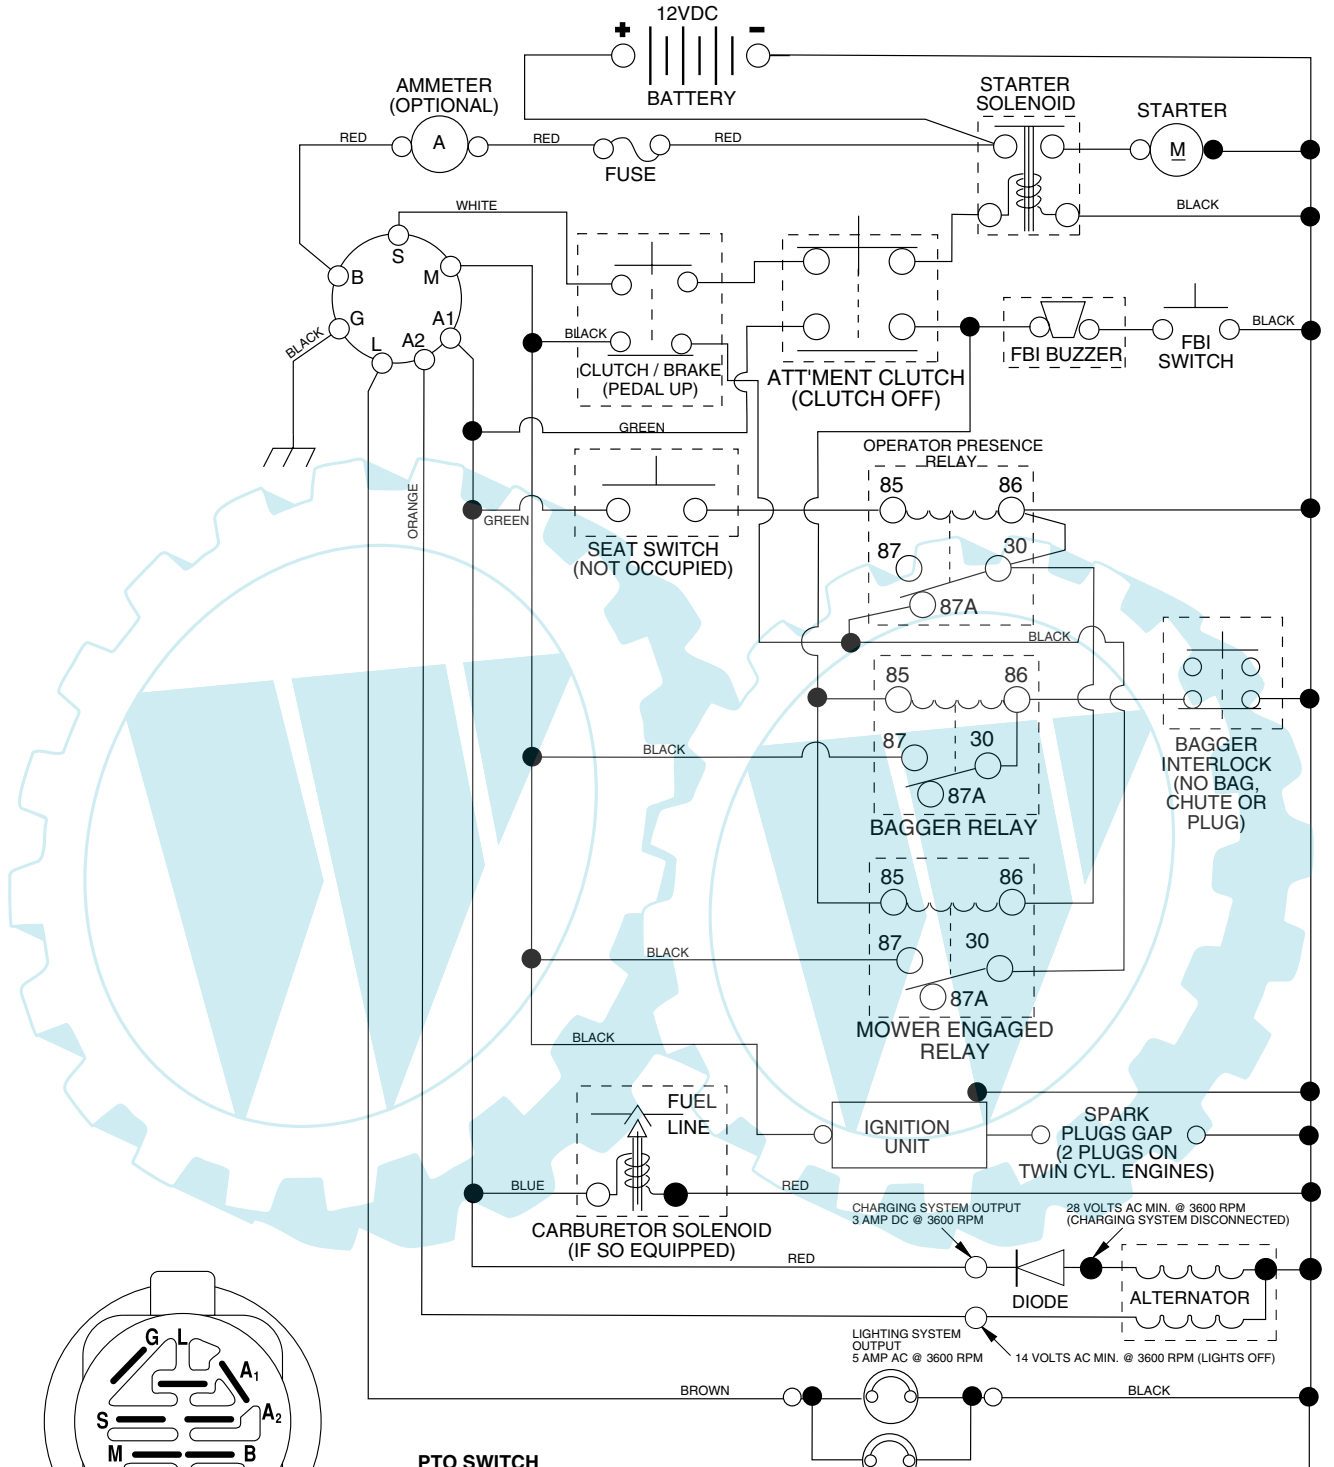 12VDC
+ −
BATTERY
AMMETER
(OPTIONAL)
A
RED
RED
RED
FUSE
STARTER
SOLENOID
STARTER
M
BLACK
WHITE
S
B
M
G
A1
A2
L
BLACK
BLACK
CLUTCH / BRAKE
(PEDAL UP)
ATT'MENT CLUTCH
(CLUTCH OFF)
FBI BUZZER
FBI
SWITCH
BLACK
GREEN
GREEN
ORANGE
SEAT SWITCH
(NOT OCCUPIED)
OPERATOR PRESENCE
RELAY
85
86
87
30
87A
BLACK
85
86
87
30
87A
BAGGER RELAY
BLACK
BAGGER
INTERLOCK
(NO BAG,
CHUTE OR
PLUG)
85
86
87
30
87A
MOWER ENGAGED
RELAY
BLACK
BLACK
FUEL
LINE
IGNITION
UNIT
SPARK
PLUGS GAP
(2 PLUGS ON
TWIN CYL. ENGINES)
BLUE
RED
CARBURETOR SOLENOID
(IF SO EQUIPPED)
CHARGING SYSTEM OUTPUT
3 AMP DC @ 3600 RPM
28 VOLTS AC MIN. @ 3600 RPM
(CHARGING SYSTEM DISCONNECTED)
RED
DIODE
ALTERNATOR
LIGHTING SYSTEM
OUTPUT
5 AMP AC @ 3600 RPM
14 VOLTS AC MIN. @ 3600 RPM (LIGHTS OFF)
BROWN
BLACK
G L
A1
A2
S
M
B
PTO SWITCH